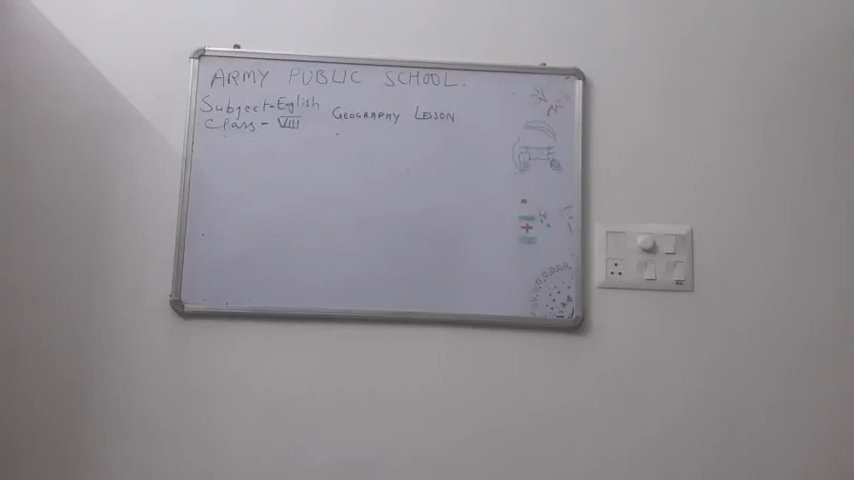 ARMY PUBLIC SCHOOL.
Subject-English
Class - VIII
GEOGRAPHY LESSON